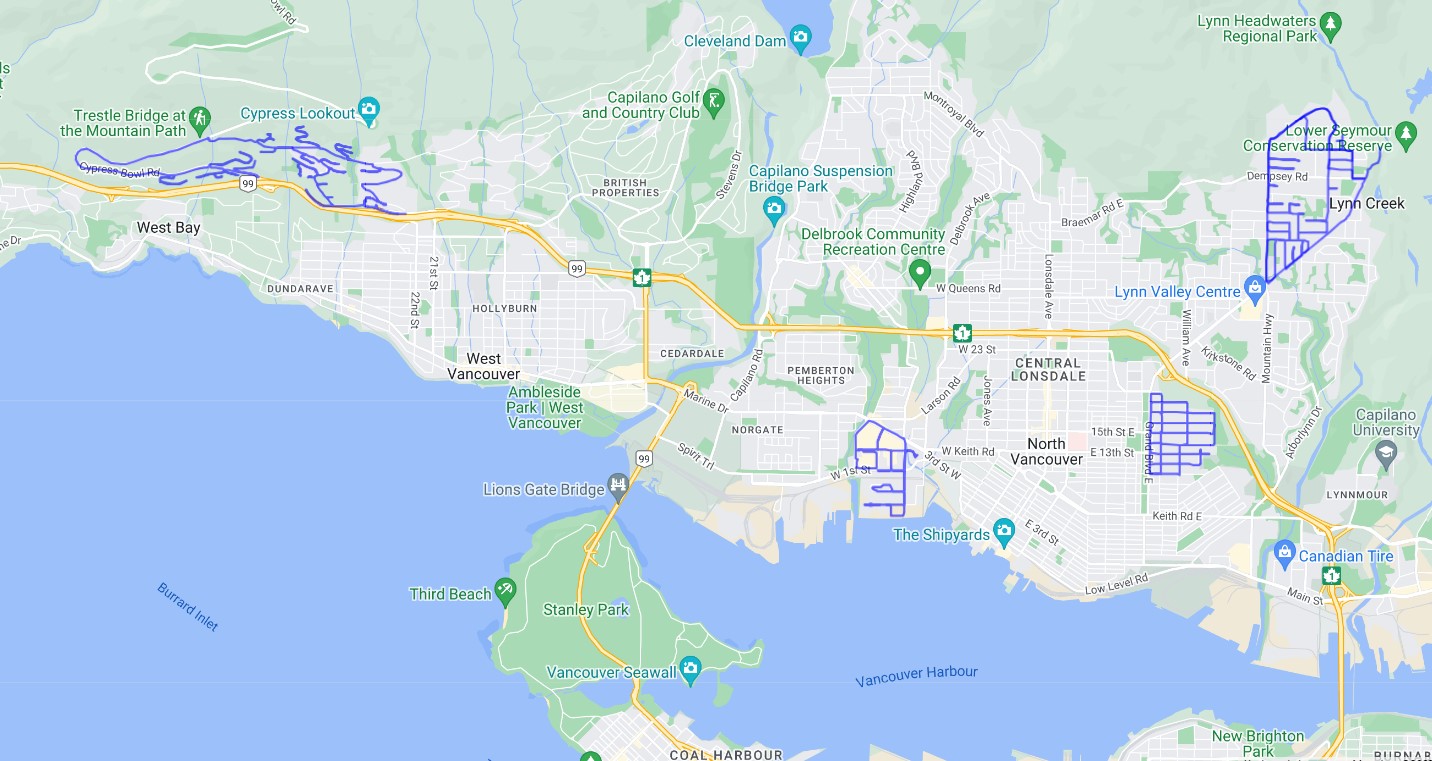 Lynn Headwaters
Regional Park
Cleveland Dam
Capilano Golf
and Country Club
Montroyal Blvd
Trestle Bridge at
the Mountain Path
Cypress Lookout
Lower Seymour
Conservation Reserve
Cypress Bowl Rd
99
BRITISH
PROPERTIES
Stevens Dr
Capilano Suspension
Bridge Park
Highland Blvd
Delbrook Ave
Braemar Rd E
Dempsey Rd
Lynn Creek
West Bay
Delbrook Community
Recreation Centre
21st St
22nd St
99
1
W Queens Rd
Lonsdale Ave
Lynn Valley Centre
DUNDARAVE
HOLLYBURN
1
W 23 St
William Ave
Kirkstone Rd
Mountain Hwy
West
Vancouver
CEDARDALE
Capilano Rd
PEMBERTON
HEIGHTS
CENTRAL
LONSDALE
Larson Rd
Jones Ave
Ambleside
Park | West
Vancouver
Marine Dr
NORGATE
Spirit Trl
99
W 1st St
3rd St W
W Keith Rd
North
Vancouver
15th St E
E 13th St
Grand Blvd E
Arborlynn Dr
Capilano
University
LYNNMOUR
Lions Gate Bridge
The Shipyards
E 3rd St
Keith Rd E
Canadian Tire
1
Low Level Rd
Main St
Third Beach
Stanley Park
Burrard Inlet
Vancouver Seawall
Vancouver Harbour
COAL HARBOUR
New Brighton
Park